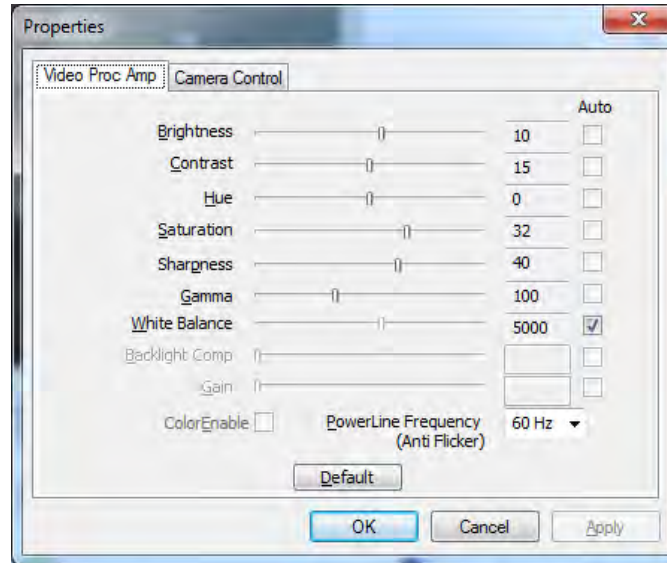 Properties
Video Proc Amp Camera Control
Auto
Brightness 10
Contrast 15
Hue 0
Saturation 32
Sharpness 40
Gamma 100
White Balance 5000
Backlight Comp
Gain
ColorEnable PowerLine Frequency 60 Hz
(Anti Flicker)
Default
OK Cancel Apply